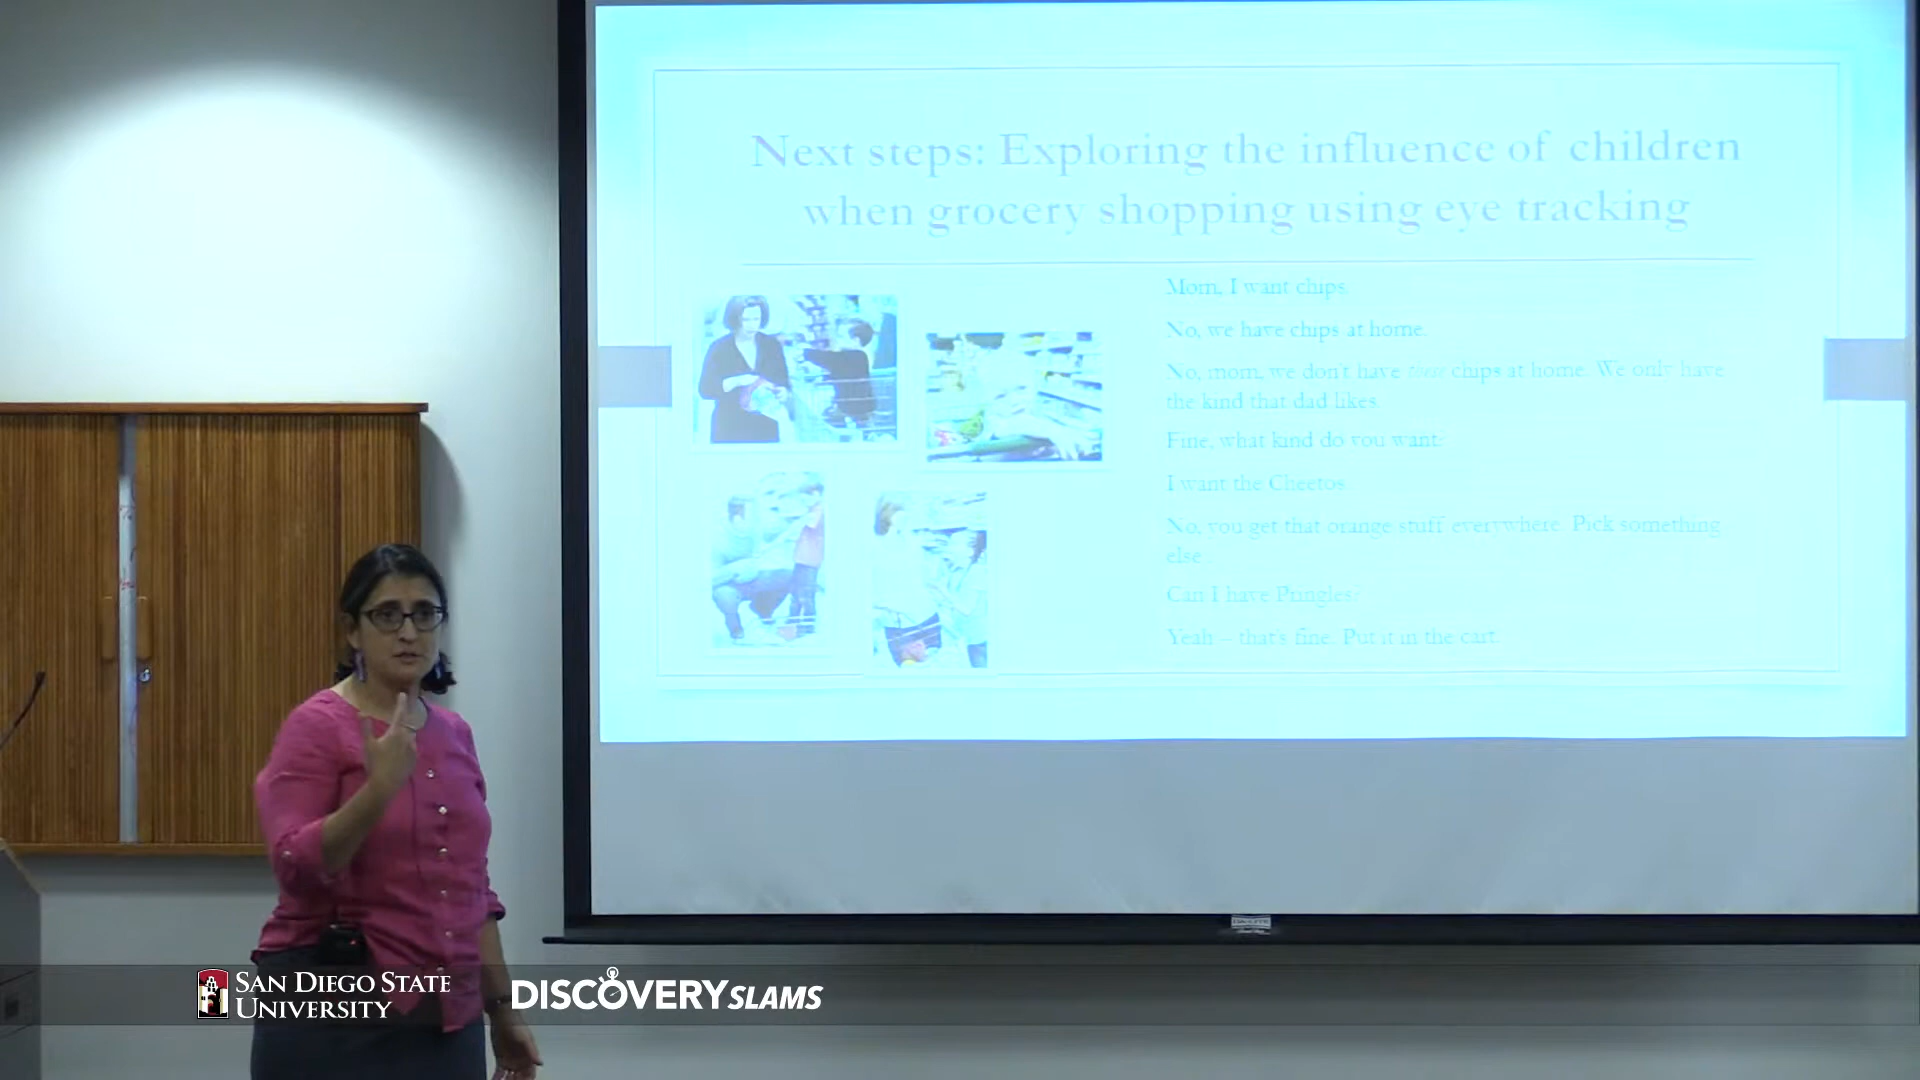 Next steps: Exploring the influence of children
when grocery shopping using eye tracking
Mom, I want chips.
No, we have chips at home.
No, mom, we don't have these chips at home. We only have
the kind that dad likes.
Fine, what kind do you want?
I want the Cheetos
No, you get that orange stuff everywhere. Pick something
else.
Can I have Pringles?
Yeah – that's fine. Put it in the cart.
SAN DIEGO STATE
UNIVERSITY
DISCOVERY SLAMS